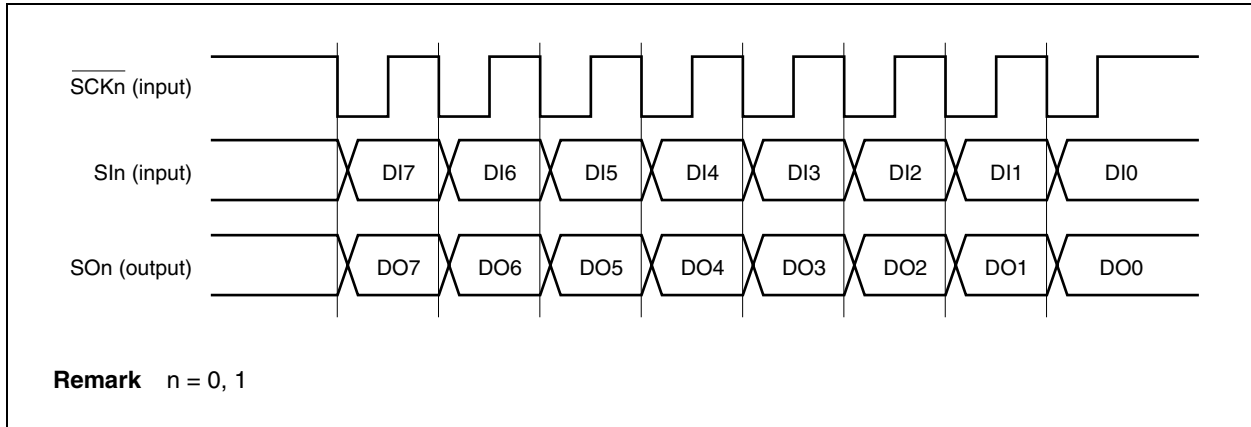 SCKn (input)
SIn (input)
DI7 DI6 DI5 DI4 DI3 DI2 DI1 DI0
SOn (output)
DO7 DO6 DO5 DO4 DO3 DO2 DO1 DO0
Remark n = 0, 1